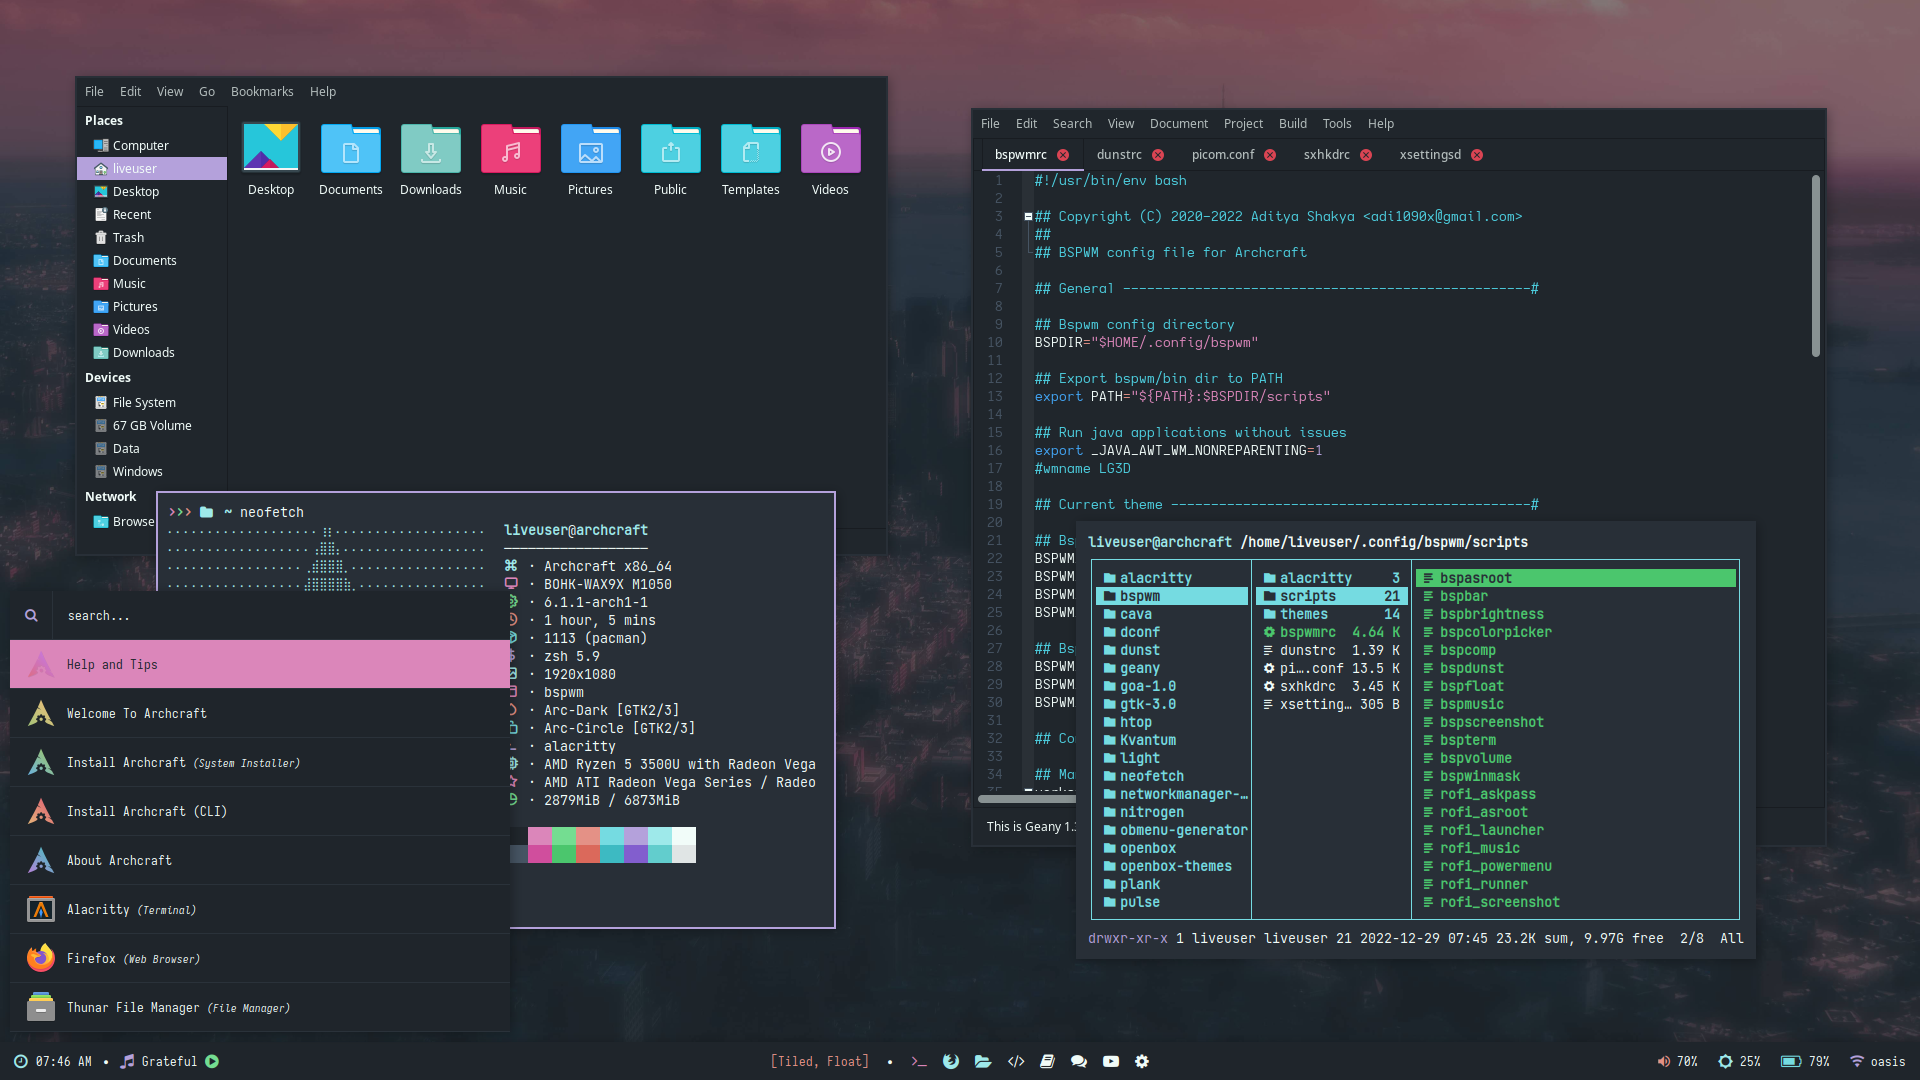 File Edit View Go Bookmarks Help
Places
Computer
liveuser
Desktop
Recent
Trash
Documents
Music
Pictures
Videos
Downloads
Devices
File System
67 GB Volume
Data
Windows
Network
Browse
Desktop Documents Downloads Music Pictures Public Templates Videos
>>> ~ neofetch
liveuser@archcraft
Archcraft x86_64
BOHK-WAX9X M1050
6.1.1-arch1-1
1 hour, 5 mins
1113 (pacman)
zsh 5.9
1920x1080
bspwm
Arc-Dark [GTK2/3]
Arc-Circle [GTK2/3]
alacritty
AMD Ryzen 5 3500U with Radeon Vega
AMD ATI Radeon Vega Series / Radeo
2879MiB / 6873MiB
search...
Help and Tips
Welcome To Archcraft
Install Archcraft (System Installer)
Install Archcraft (CLI)
About Archcraft
Alacritty (Terminal)
Firefox (Web Browser)
Thunar File Manager (File Manager)
File Edit Search View Document Project Build Tools Help
bspwmrc dunstrc picom.conf sxhkdrc xsettingsd
1 #!/usr/bin/env bash
2
3 ## Copyright (C) 2020-2022 Aditya Shakya <adi1090x@gmail.com>
4 ##
5 ## BSPWM config file for Archcraft
6
7 ## General ---------------------------------------------------#
8
9 ## Bspwm config directory
10 BSPDIR="$HOME/.config/bspwm"
11
12 ## Export bspwm/bin dir to PATH
13 export PATH="${PATH}:$BSPDIR/scripts"
14
15 ## Run java applications without issues
16 export _JAVA_AWT_WM_NONREPARENTING=1
17 #wmname LG3D
18
19 ## Current theme ---------------------------------------------#
20
21 ## Bs
22 BSPWM
23 BSPWM
24 BSPWM
25 BSPWM
26
27 ## Bs
28 BSPWM
29 BSPWM
30 BSPWM
31
32 ## Co
33
34 ## Ma
This is Geany 1.
liveuser@archcraft /home/liveuser/.config/bspwm/scripts
alacritty
bspwm
cava
dconf
dunst
geany
goa-1.0
gtk-3.0
htop
Kvantum
light
neofetch
networkmanager-…
nitrogen
obmenu-generator
openbox
openbox-themes
plank
pulse
alacritty 3
scripts 21
themes 14
bspwmrc 4.64 K
dunstrc 1.39 K
pi….conf 13.5 K
sxhkdrc 3.45 K
xsetting… 305 B
bspasroot
bspbar
bspbrightness
bspcolorpicker
bspcomp
bspdunst
bspfloat
bspmusic
bspscreenshot
bspterm
bspvolume
bspwinmask
rofi_askpass
rofi_asroot
rofi_launcher
rofi_music
rofi_powermenu
rofi_runner
rofi_screenshot
drwxr-xr-x 1 liveuser liveuser 21 2022-12-29 07:45 23.2K sum, 9.97G free 2/8 All
07:46 AM • Grateful
[Tiled, Float] •
70% 25% 79% oasis